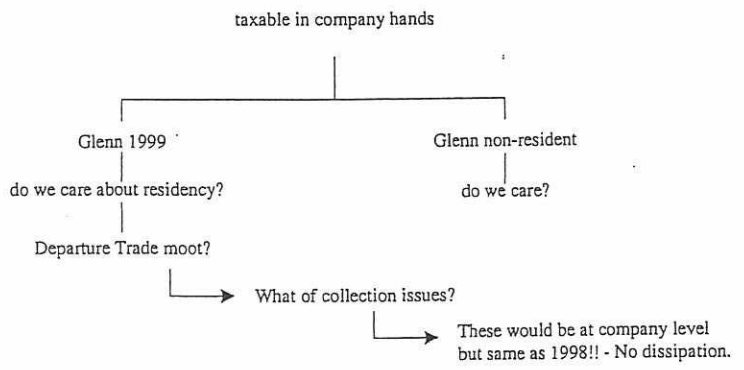 taxable in company hands
Glenn 1999
Glenn non-resident
do we care about residency?
do we care?
Departure Trade moot?
What of collection issues?
These would be at company level
but same as 1998!! - No dissipation.